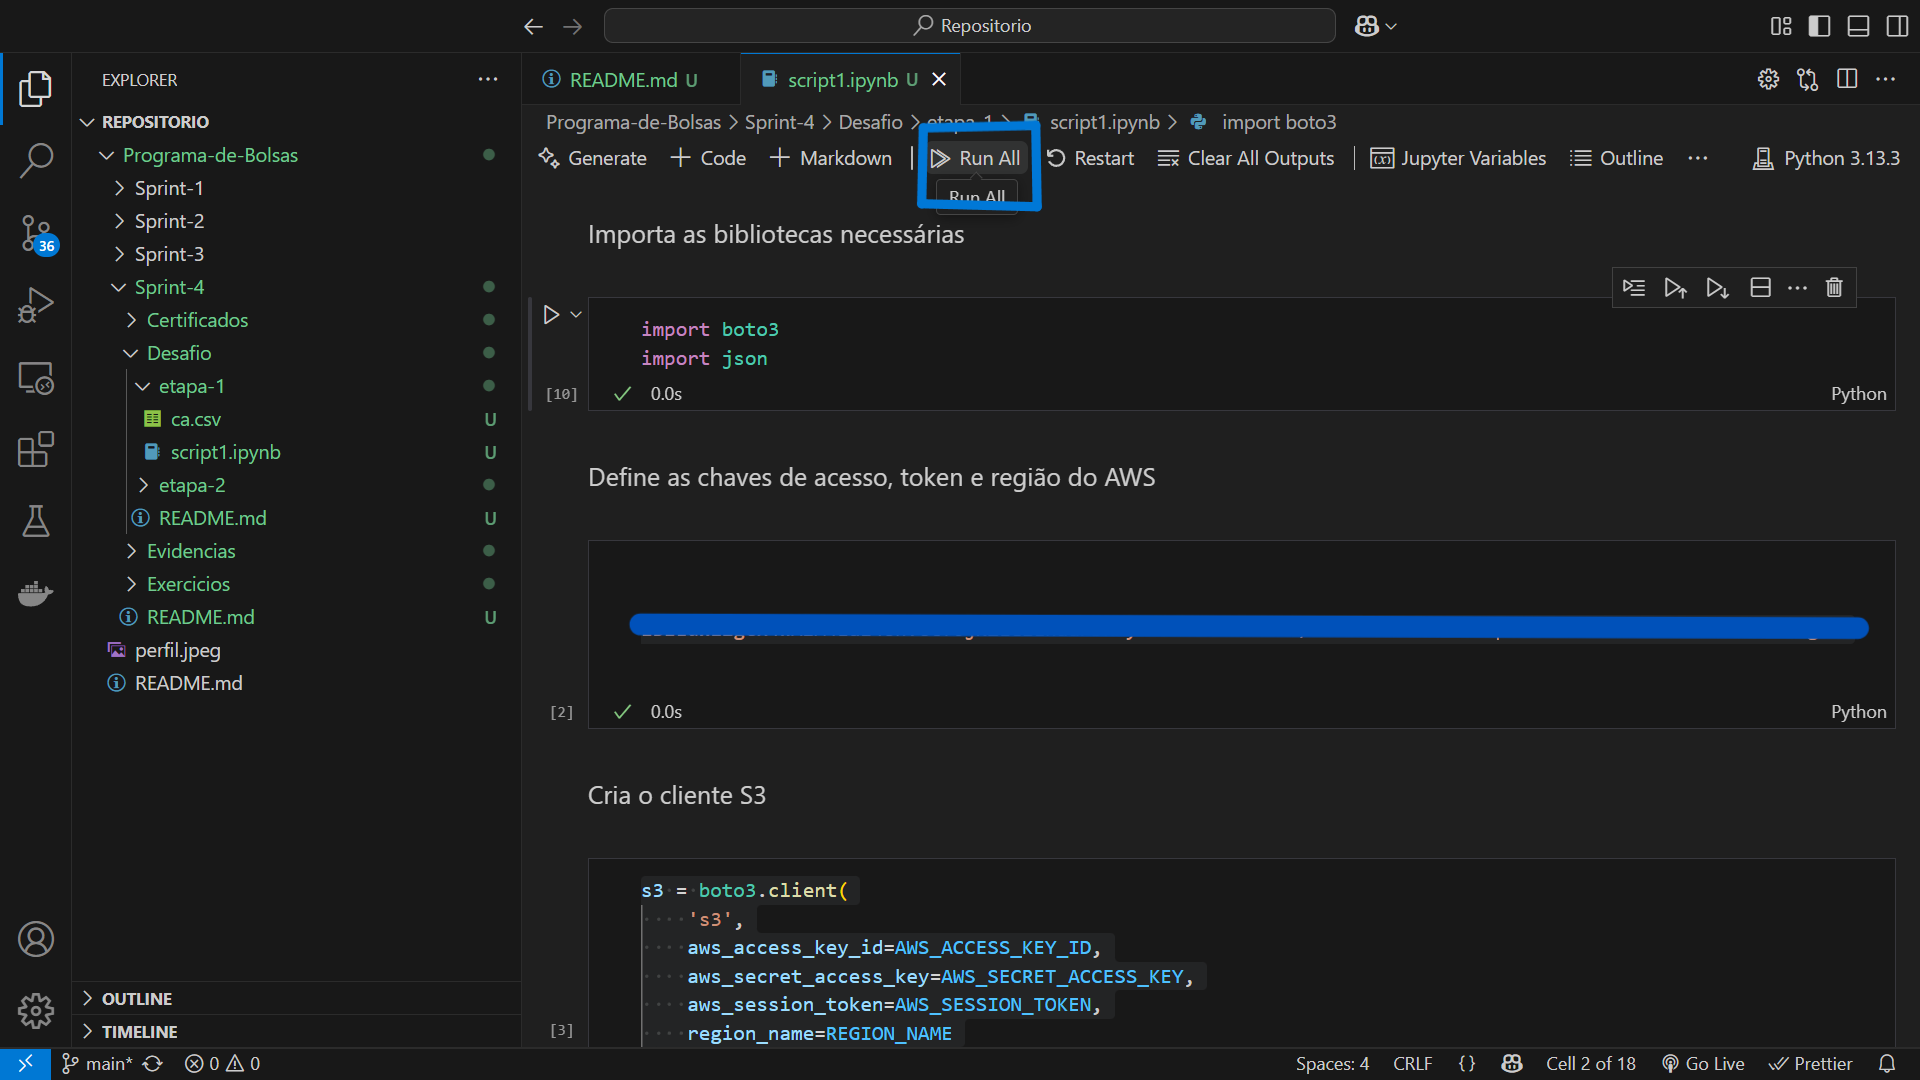 Repositorio
EXPLORER
README.md U
script1.ipynb U
REPOSITORIO
Programa-de-Bolsas
Sprint-1
Sprint-2
Sprint-3
Sprint-4
Certificados
Desafio
etapa-1
ca.csv U
script1.ipynb U
etapa-2
README.md U
Evidencias
Exercicios
README.md U
perfil.jpeg
README.md
OUTLINE
TIMELINE
36
Programa-de-Bolsas > Sprint-4 > Desafio > etapa-1 > script1.ipynb > import boto3
Generate + Code + Markdown | Run All Restart Clear All Outputs | Jupyter Variables Outline ... Python 3.13.3
Run All
Importa as bibliotecas necessárias
import boto3
import json
[10] 0.0s Python
Define as chaves de acesso, token e região do AWS
[2] 0.0s Python
Cria o cliente S3
s3 = boto3.client(
's3',
aws_access_key_id=AWS_ACCESS_KEY_ID,
aws_secret_access_key=AWS_SECRET_ACCESS_KEY,
aws_session_token=AWS_SESSION_TOKEN,
region_name=REGION_NAME
[3]
main* 0 0 Spaces: 4 CRLF {} Cell 2 of 18 Go Live Prettier